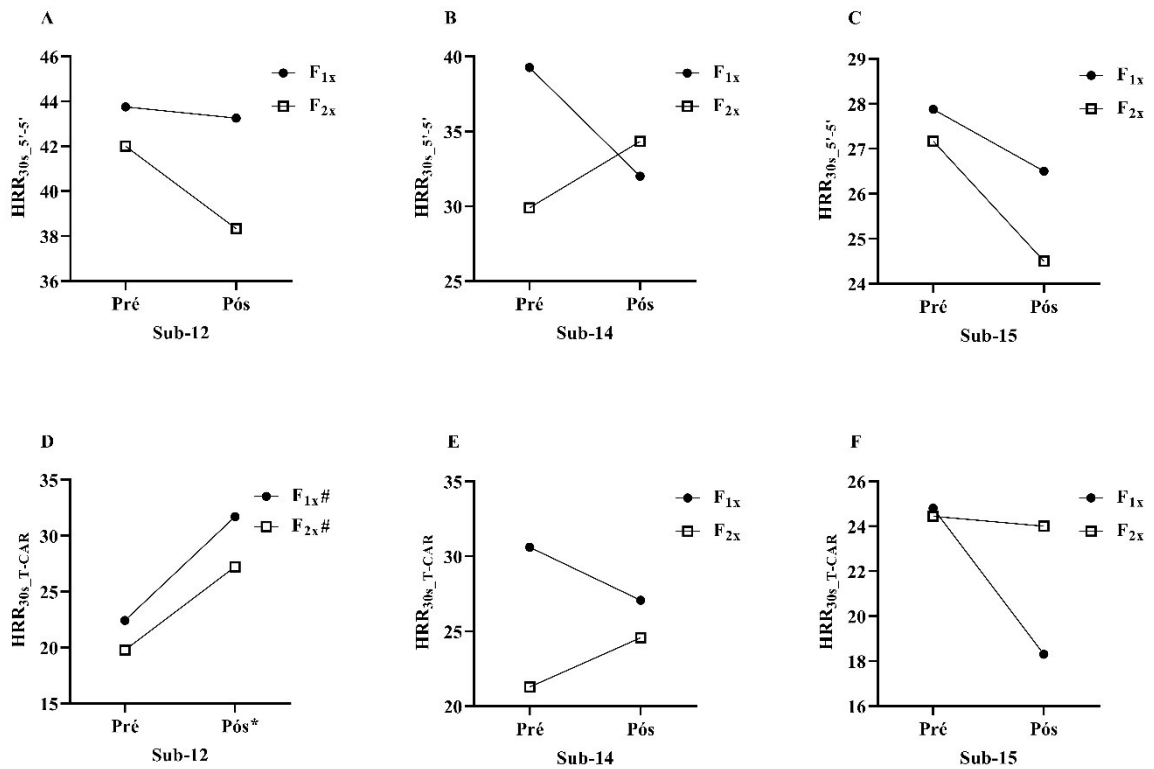 A
HRR30s_5'-5'
46
44
42
40
38
36
F1x
F2x
Pré Pós
Sub-12
B
HRR30s_5'-5'
40
35
30
25
F1x
F2x
Pré Pós
Sub-14
C
HRR30s_5'-5'
29
28
27
26
25
24
F1x
F2x
Pré Pós
Sub-15
D
HRR30s_T-CAR
35
30
25
20
15
F1x#
F2x#
Pré Pós*
Sub-12
E
HRR30s_T-CAR
35
30
25
20
F1x
F2x
Pré Pós
Sub-14
F
HRR30s_T-CAR
26
24
22
20
18
16
F1x
F2x
Pré Pós
Sub-15